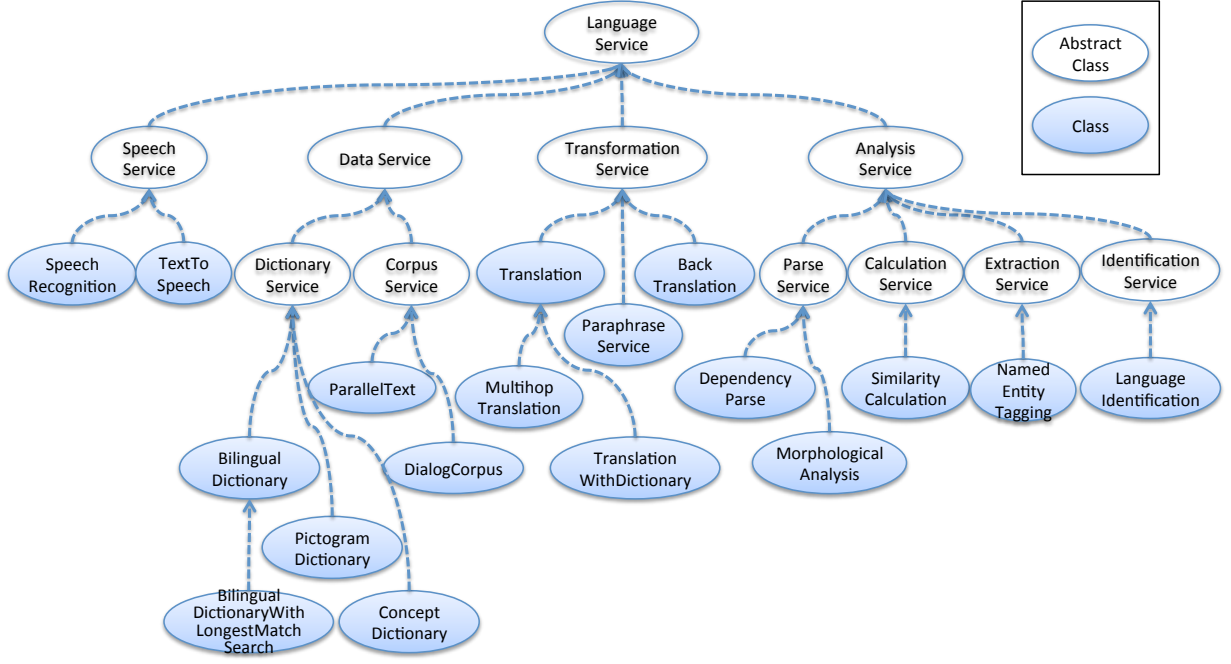 Language
Service
Abstract
Class
Class
Speech
Service
Data Service
Transformation
Service
Analysis
Service
Speech
Recognition
TextTo
Speech
Dictionary
Service
Corpus
Service
Translation
Back
Translation
Parse
Service
Calculation
Service
Extraction
Service
Identification
Service
Paraphrase
Service
ParallelText
Multihop
Translation
Dependency
Parse
Similarity
Calculation
Named
Entity
Tagging
Language
Identification
Bilingual
Dictionary
DialogCorpus
Translation
WithDictionary
Morphological
Analysis
Pictogram
Dictionary
Bilingual
DictionaryWith
LongestMatch
Search
Concept
Dictionary